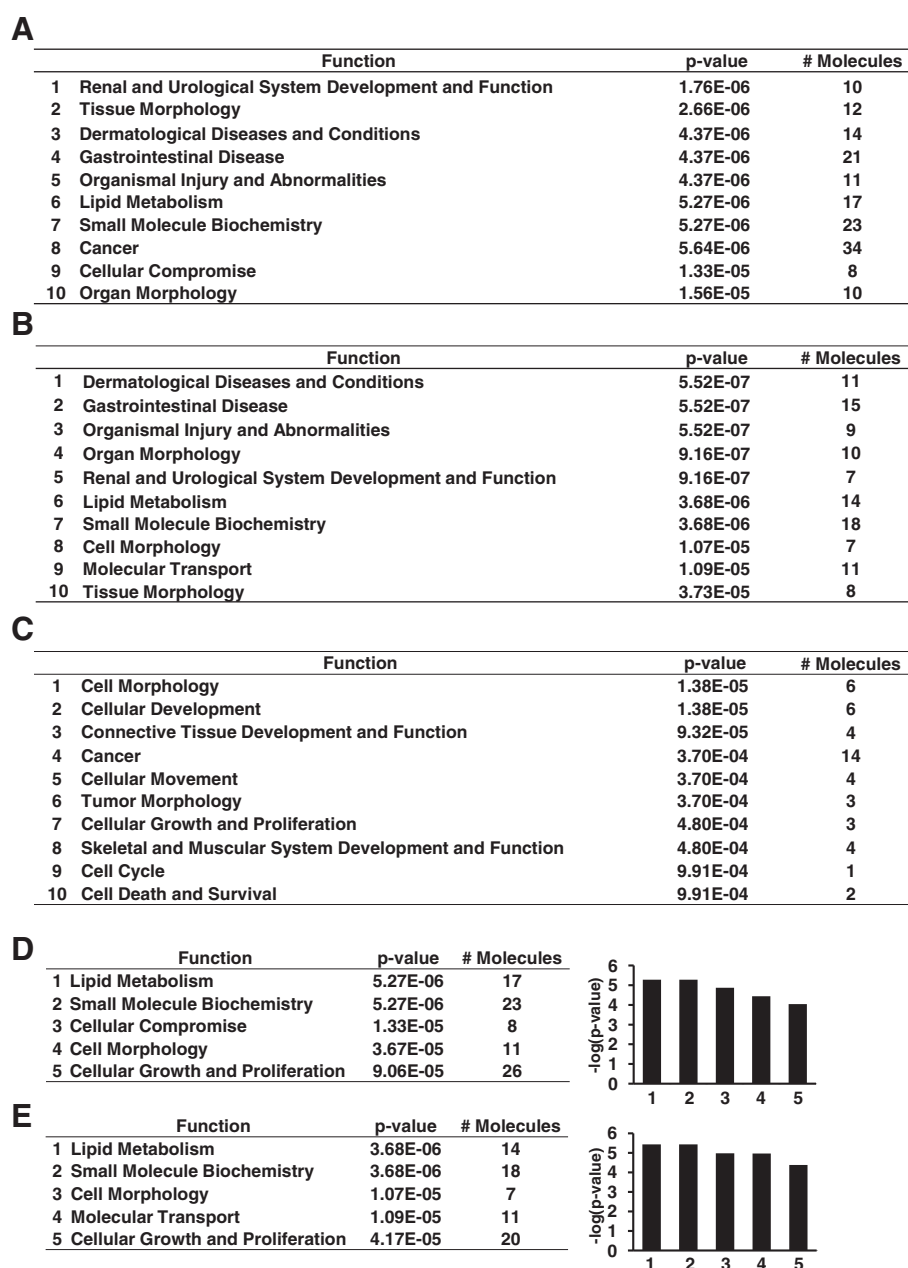 A
Function p-value # Molecules
1 Renal and Urological System Development and Function 1.76E-06 10
2 Tissue Morphology 2.66E-06 12
3 Dermatological Diseases and Conditions 4.37E-06 14
4 Gastrointestinal Disease 4.37E-06 21
5 Organismal Injury and Abnormalities 4.37E-06 11
6 Lipid Metabolism 5.27E-06 17
7 Small Molecule Biochemistry 5.27E-06 23
8 Cancer 5.64E-06 34
9 Cellular Compromise 1.33E-05 8
10 Organ Morphology 1.56E-05 10
B
Function p-value # Molecules
1 Dermatological Diseases and Conditions 5.52E-07 11
2 Gastrointestinal Disease 5.52E-07 15
3 Organismal Injury and Abnormalities 5.52E-07 9
4 Organ Morphology 9.16E-07 10
5 Renal and Urological System Development and Function 9.16E-07 7
6 Lipid Metabolism 3.68E-06 14
7 Small Molecule Biochemistry 3.68E-06 18
8 Cell Morphology 1.07E-05 7
9 Molecular Transport 1.09E-05 11
10 Tissue Morphology 3.73E-05 8
C
Function p-value # Molecules
1 Cell Morphology 1.38E-05 6
2 Cellular Development 1.38E-05 6
3 Connective Tissue Development and Function 9.32E-05 4
4 Cancer 3.70E-04 14
5 Cellular Movement 3.70E-04 4
6 Tumor Morphology 3.70E-04 3
7 Cellular Growth and Proliferation 4.80E-04 3
8 Skeletal and Muscular System Development and Function 4.80E-04 4
9 Cell Cycle 9.91E-04 1
10 Cell Death and Survival 9.91E-04 2
D
Function p-value # Molecules
1 Lipid Metabolism 5.27E-06 17
2 Small Molecule Biochemistry 5.27E-06 23
3 Cellular Compromise 1.33E-05 8
4 Cell Morphology 3.67E-05 11
5 Cellular Growth and Proliferation 9.06E-05 26
-log(p-value)
6
5
4
3
2
1
0
1 2 3 4 5
E
Function p-value # Molecules
1 Lipid Metabolism 3.68E-06 14
2 Small Molecule Biochemistry 3.68E-06 18
3 Cell Morphology 1.07E-05 7
4 Molecular Transport 1.09E-05 11
5 Cellular Growth and Proliferation 4.17E-05 20
-log(p-value)
6
5
4
3
2
1
0
1 2 3 4 5